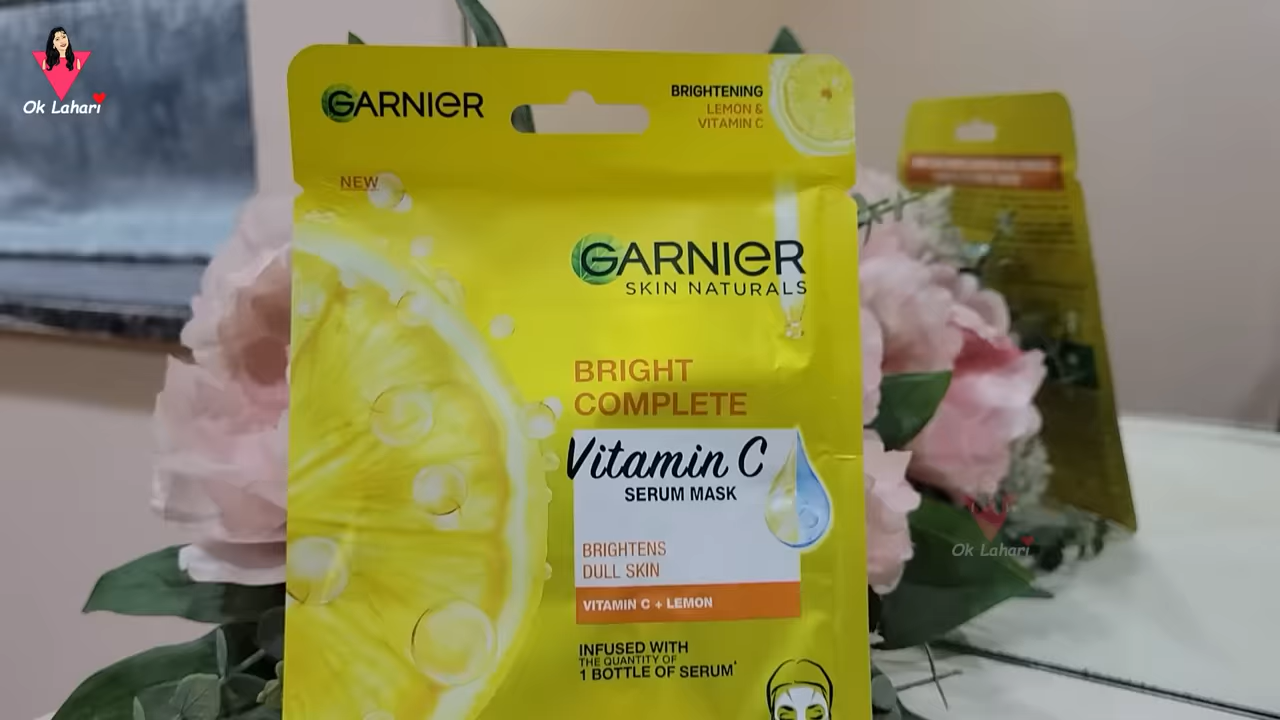 Ok Lahari
GARNIER
BRIGHTENING
LEMON &
VITAMIN C
NEW
GARNIER
SKIN NATURALS
BRIGHT
COMPLETE
Vitamin C
SERUM MASK
BRIGHTENS
DULL SKIN
VITAMIN C + LEMON
INFUSED WITH
THE QUANTITY OF
1 BOTTLE OF SERUM*
Ok Lahari